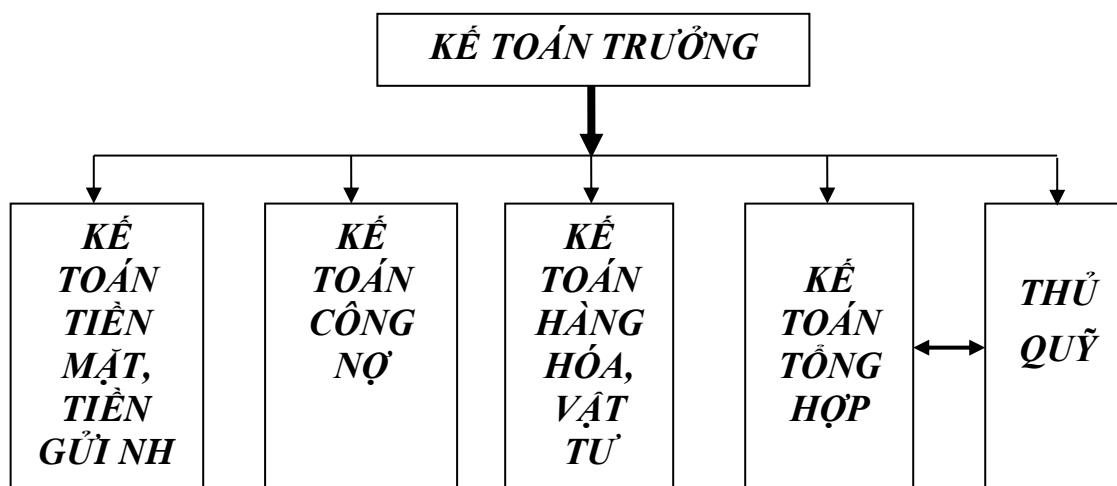 KẾ TOÁN TRƯỞNG
KẾ
TOÁN
TIỀN
MẶT,
TIỀN
GỬI NH
KẾ
TOÁN
CÔNG
NỢ
KẾ
TOÁN
HÀNG
HÓA,
VẬT
TƯ
KẾ
TOÁN
TỔNG
HỢP
THỦ
QUỸ